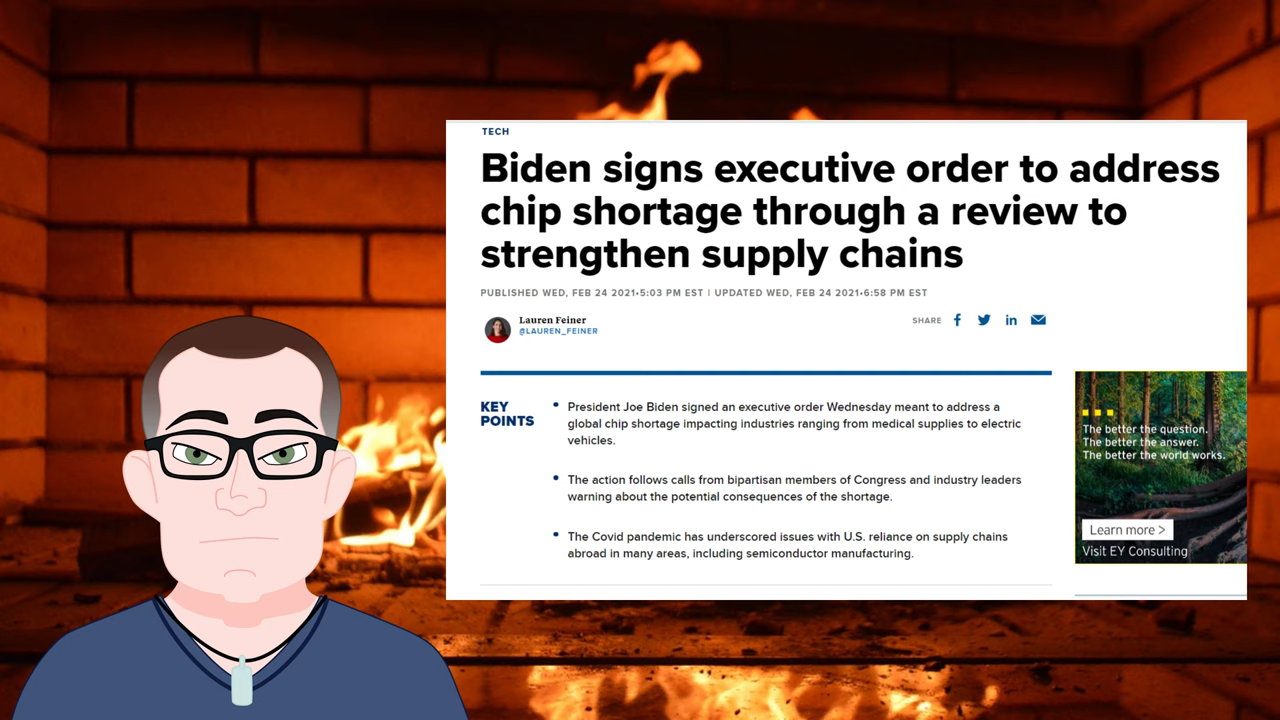 TECH
Biden signs executive order to address
chip shortage through a review to
strengthen supply chains
PUBLISHED WED, FEB 24 2021•5:03 PM EST | UPDATED WED, FEB 24 2021•6:58 PM EST
Lauren Feiner
@LAUREN_FEINER
SHARE
KEY
POINTS
• President Joe Biden signed an executive order Wednesday meant to address a
global chip shortage impacting industries ranging from medical supplies to electric
vehicles.
• The action follows calls from bipartisan members of Congress and industry leaders
warning about the potential consequences of the shortage.
• The Covid pandemic has underscored issues with U.S. reliance on supply chains
abroad in many areas, including semiconductor manufacturing.
The better the question.
The better the answer.
The better the world works.
Learn more >
Visit EY Consulting